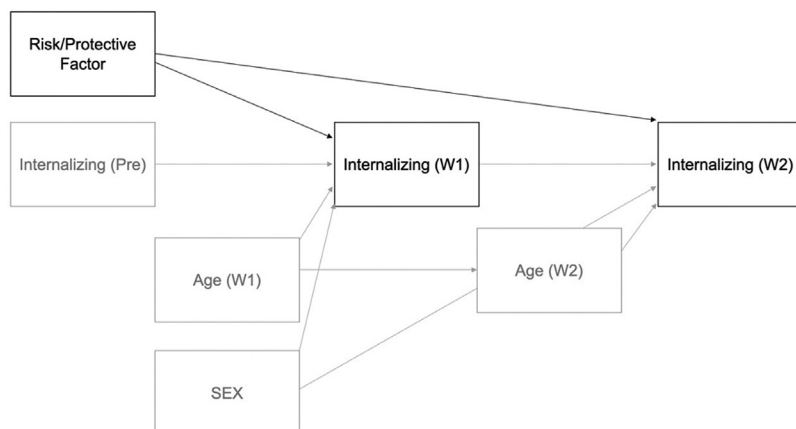 Risk/Protective
Factor
Internalizing (Pre)
Internalizing (W1)
Internalizing (W2)
Age (W1)
Age (W2)
SEX